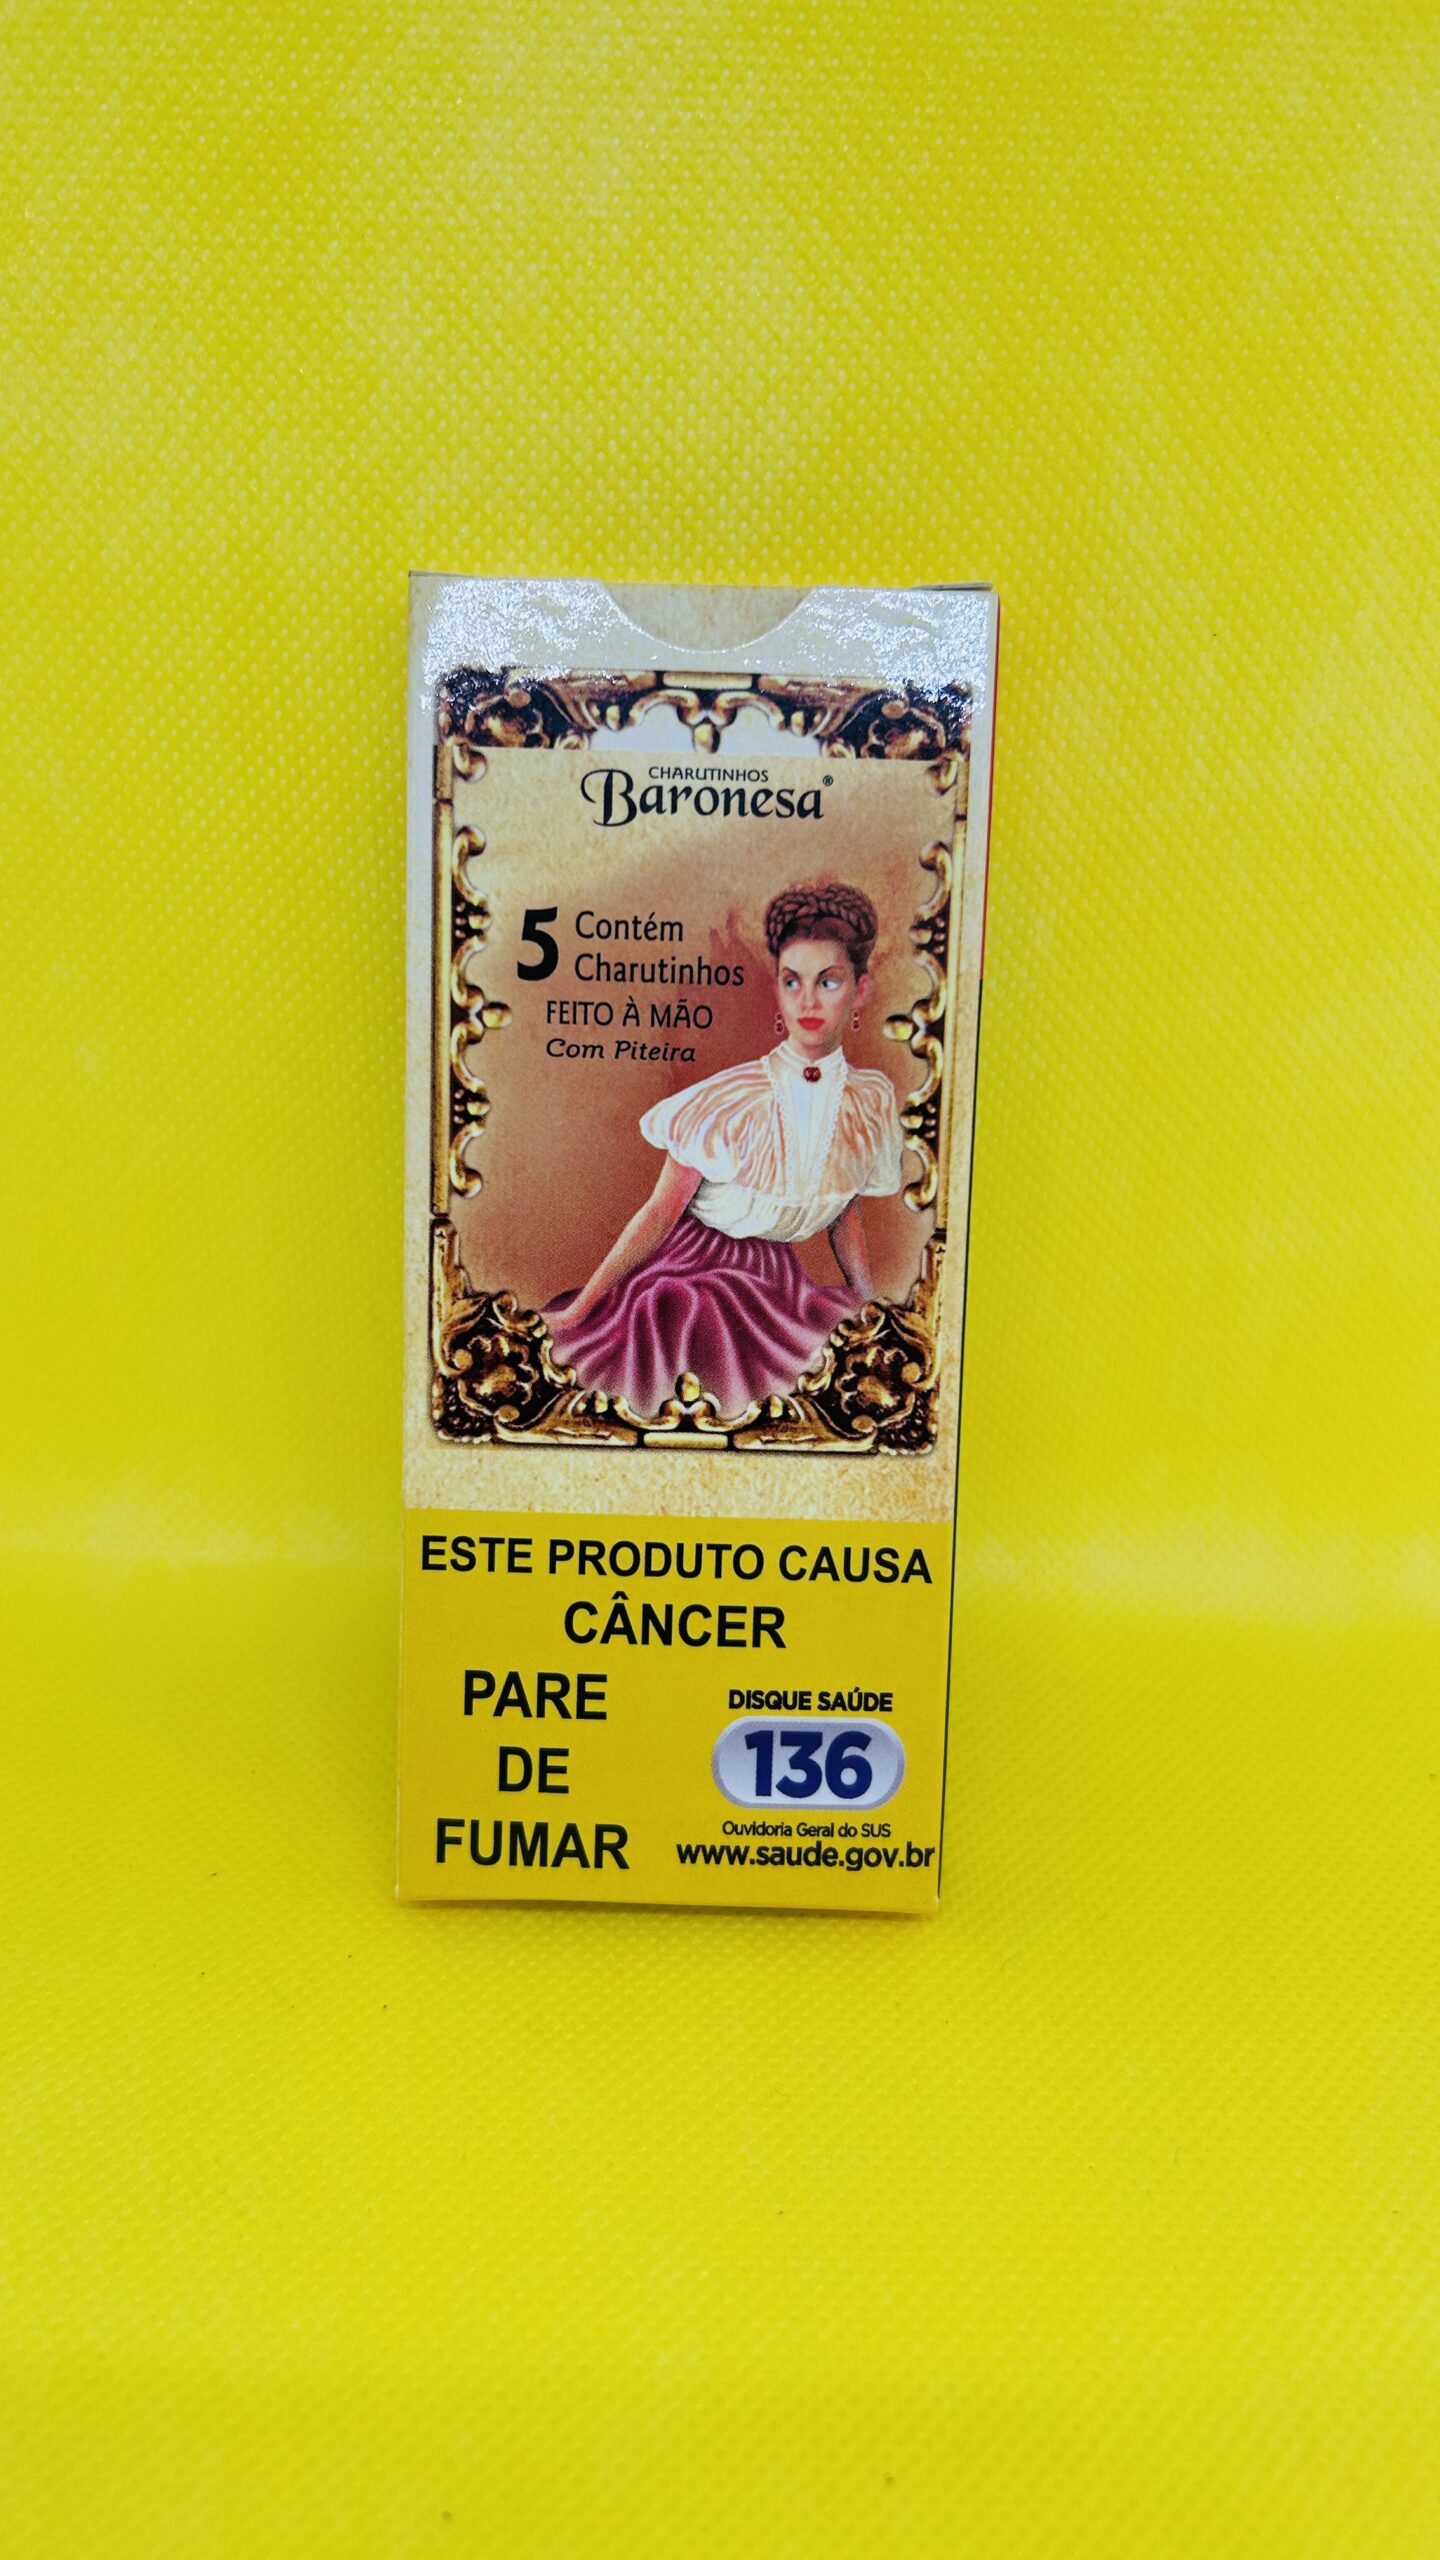 CHARUTINHOS
Baronesa®
5 Contém
Charutinhos
FEITO À MÃO
Com Piteira
ESTE PRODUTO CAUSA
CÂNCER
PARE
DE
FUMAR
DISQUE SAÚDE
136
Ouvidoria Geral do SUS
www.saude.gov.br